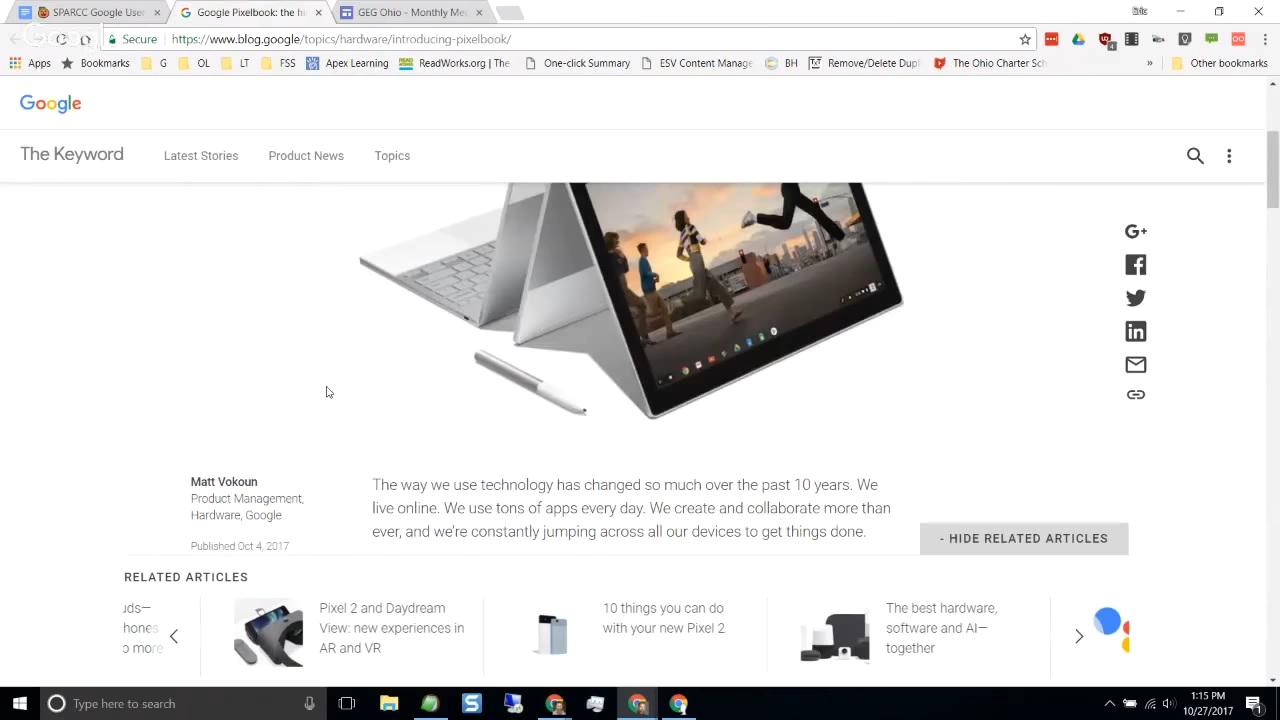 SPARCC Google User
Google Pixelbook: the hi
GEG Ohio - Monthly Mee
Secure
https://www.blog.google/topics/hardware/introducing-pixelbook/
4
Apps
Bookmarks
G
OL
LT
FSS
Apex Learning
ReadWorks.org | The
One-click Summary
ESV Content Manage
BH
Remove/Delete Dupl
The Ohio Charter Sch
»
Other bookmarks
Google
The Keyword
Latest Stories
Product News
Topics
G+
Matt Vokoun
Product Management,
Hardware, Google
Published Oct 4, 2017
The way we use technology has changed so much over the past 10 years. We
live online. We use tons of apps every day. We create and collaborate more than
ever, and we're constantly jumping across all our devices to get things done.
- HIDE RELATED ARTICLES
RELATED ARTICLES
uds—
hones
o more
Pixel 2 and Daydream
View: new experiences in
AR and VR
10 things you can do
with your new Pixel 2
The best hardware,
software and AI—
together
Type here to search
1:15 PM
10/27/2017
1